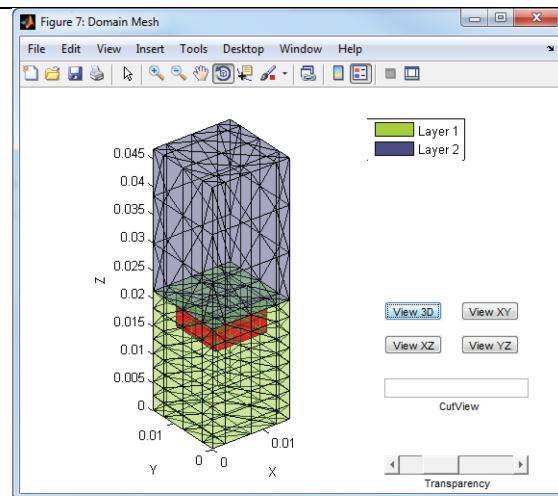 Figure 7: Domain Mesh
File Edit View Insert Tools Desktop Window Help
Layer 1
Layer 2
0.045
0.04
0.035
0.03
0.025
0.02
0.015
0.01
0.005
0
Z
0.01
0
Y
0
0.01
X
View 3D View XY
View XZ View YZ
CutView
Transparency